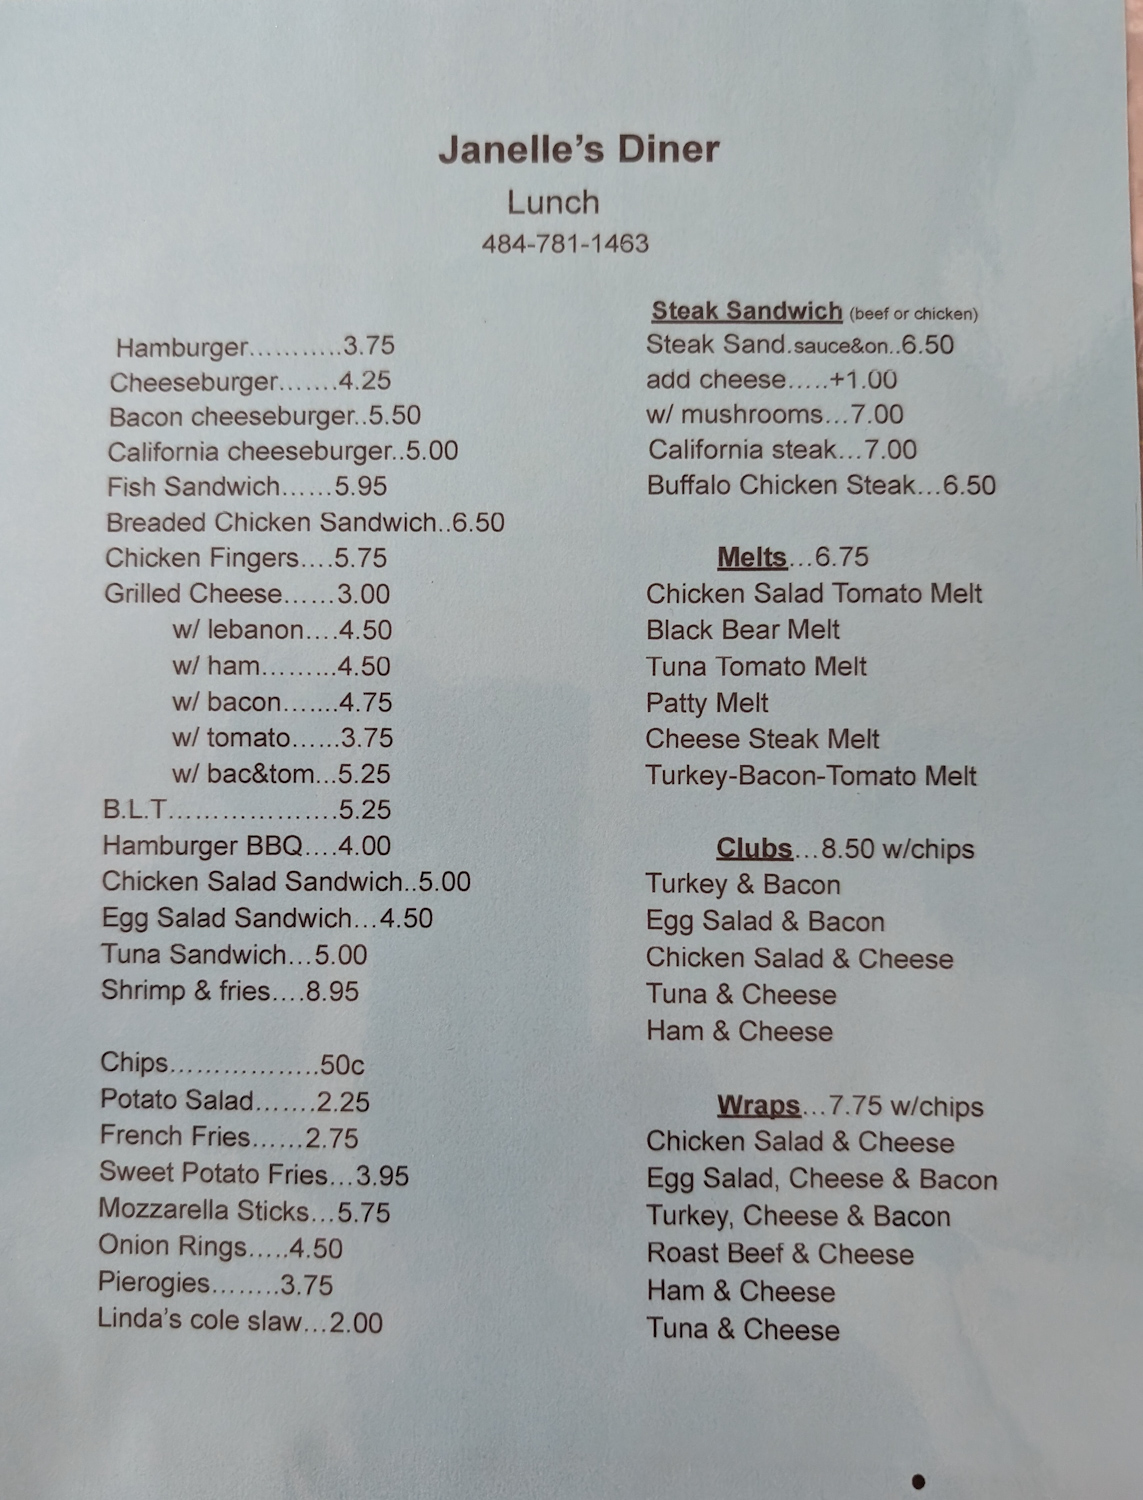 Janelle's Diner
Lunch
484-781-1463
Hamburger...........3.75
Cheeseburger.......4.25
Bacon cheeseburger..5.50
California cheeseburger..5.00
Fish Sandwich......5.95
Breaded Chicken Sandwich..6.50
Chicken Fingers....5.75
Grilled Cheese......3.00
w/ lebanon....4.50
w/ ham.........4.50
w/ bacon.......4.75
w/ tomato......3.75
w/ bac&tom...5.25
B.L.T....................5.25
Hamburger BBQ....4.00
Chicken Salad Sandwich..5.00
Egg Salad Sandwich...4.50
Tuna Sandwich...5.00
Shrimp & fries....8.95
Chips..................50c
Potato Salad.......2.25
French Fries......2.75
Sweet Potato Fries...3.95
Mozzarella Sticks...5.75
Onion Rings.....4.50
Pierogies........3.75
Linda's cole slaw...2.00
Steak Sandwich (beef or chicken)
Steak Sand.sauce&on..6.50
add cheese.....+1.00
w/ mushrooms...7.00
California steak...7.00
Buffalo Chicken Steak...6.50
Melts...6.75
Chicken Salad Tomato Melt
Black Bear Melt
Tuna Tomato Melt
Patty Melt
Cheese Steak Melt
Turkey-Bacon-Tomato Melt
Clubs...8.50 w/chips
Turkey & Bacon
Egg Salad & Bacon
Chicken Salad & Cheese
Tuna & Cheese
Ham & Cheese
Wraps...7.75 w/chips
Chicken Salad & Cheese
Egg Salad, Cheese & Bacon
Turkey, Cheese & Bacon
Roast Beef & Cheese
Ham & Cheese
Tuna & Cheese